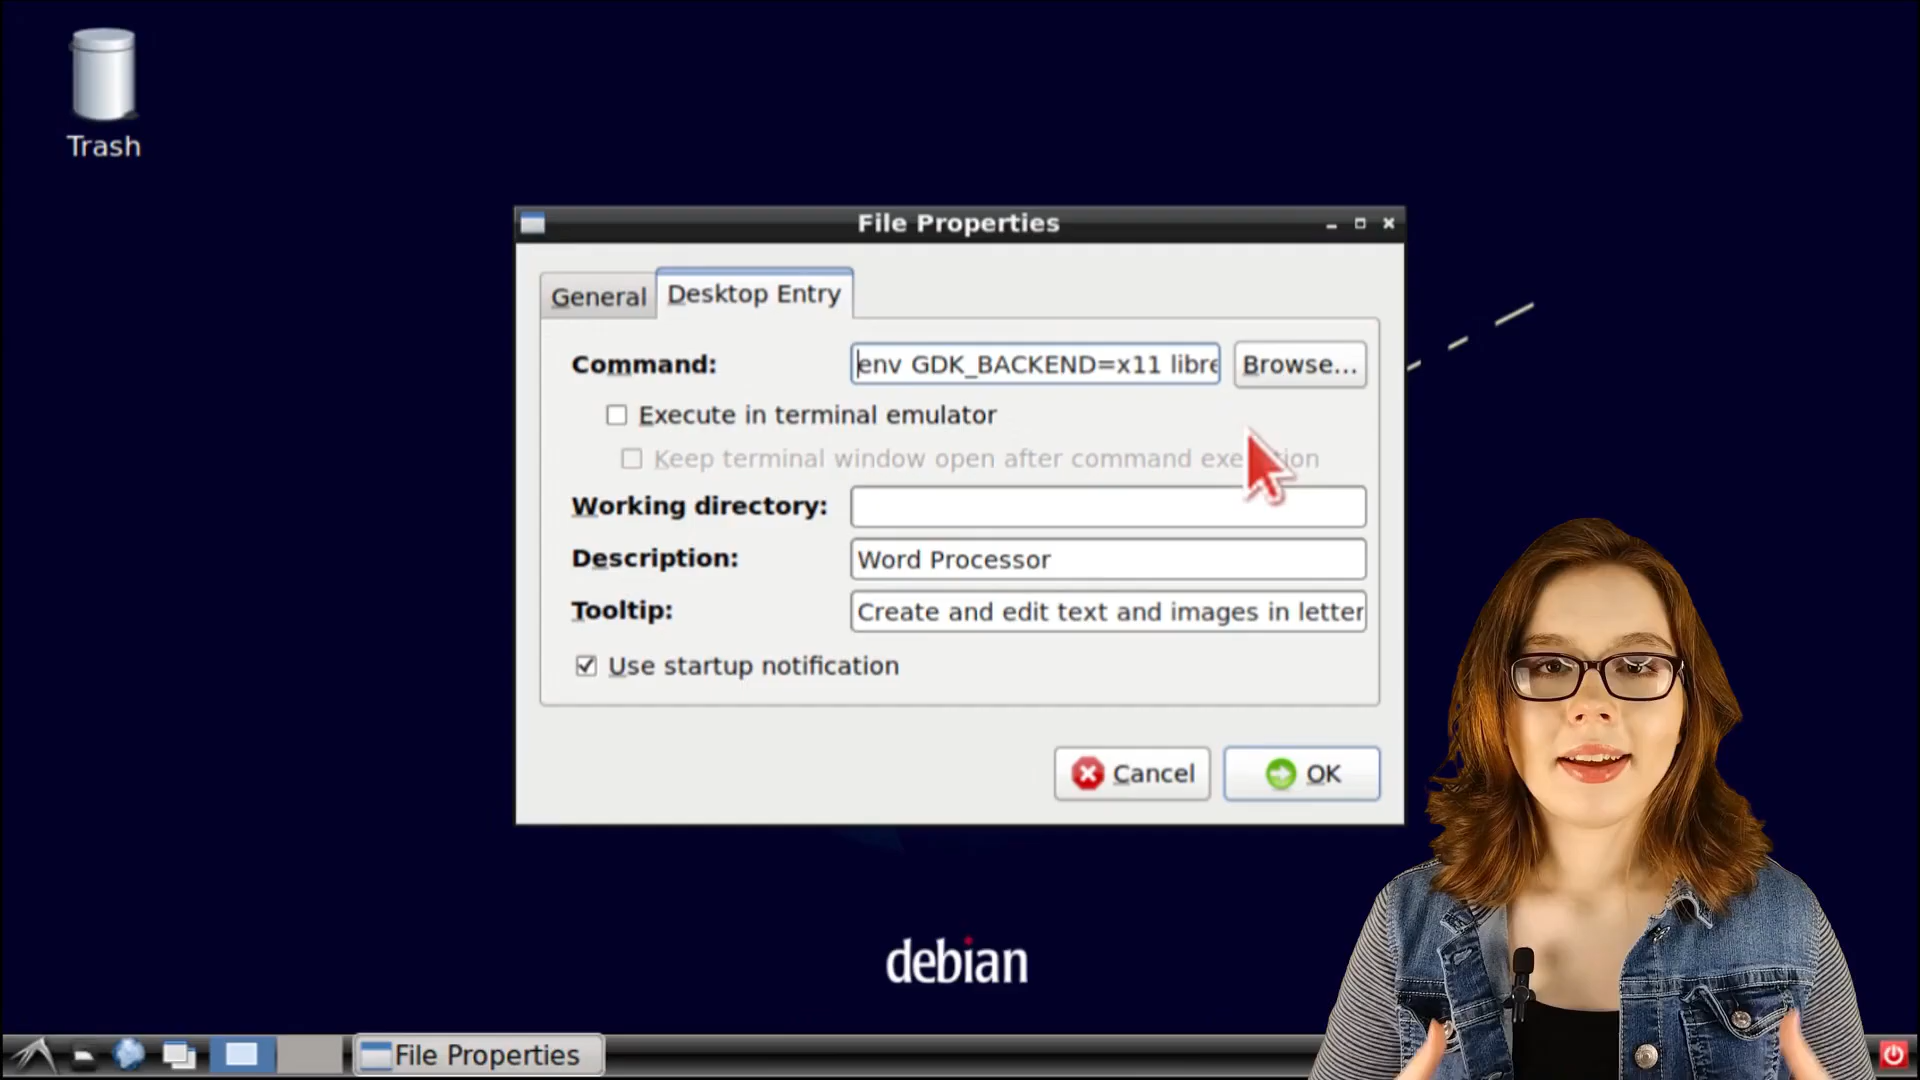 Trash
File Properties
General
Desktop Entry
Command:
env GDK_BACKEND=x11 libre
Browse...
Execute in terminal emulator
Keep terminal window open after command
Working directory:
Description:
Word Processor
Tooltip:
Create and edit text and images in letter
Use startup notification
Cancel
OK
debian
File Properties